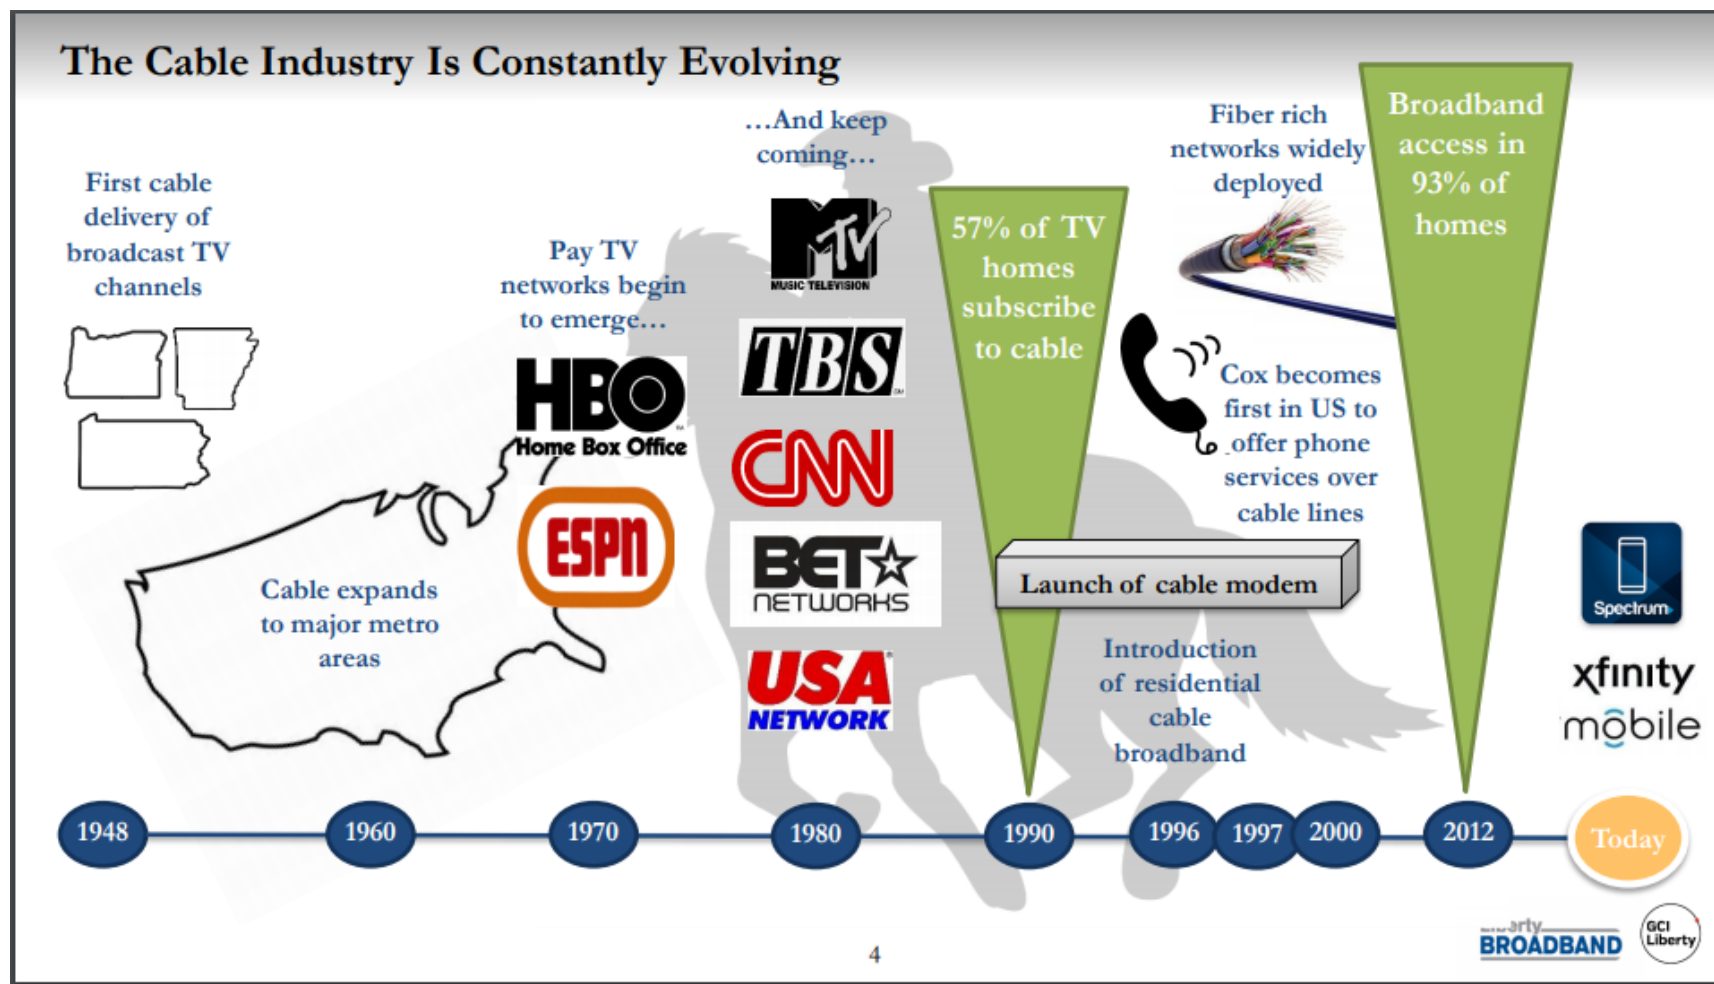 The Cable Industry Is Constantly Evolving
First cable
delivery of
broadcast TV
channels
Cable expands
to major metro
areas
Pay TV
networks begin
to emerge…
HBO
Home Box Office
ESPN
…And keep
coming…
MTV
MUSIC TELEVISION
TBS
CNN
BET
NETWORKS
USA
NETWORK
57% of TV
homes
subscribe
to cable
Fiber rich
networks widely
deployed
Cox becomes
first in US to
offer phone
services over
cable lines
Launch of cable modem
Introduction
of residential
cable
broadband
Broadband
access in
93% of
homes
Spectrum
xfinity
mobile
1948
1960
1970
1980
1990
1996
1997
2000
2012
Today
4
BROADBAND
GCI
Liberty